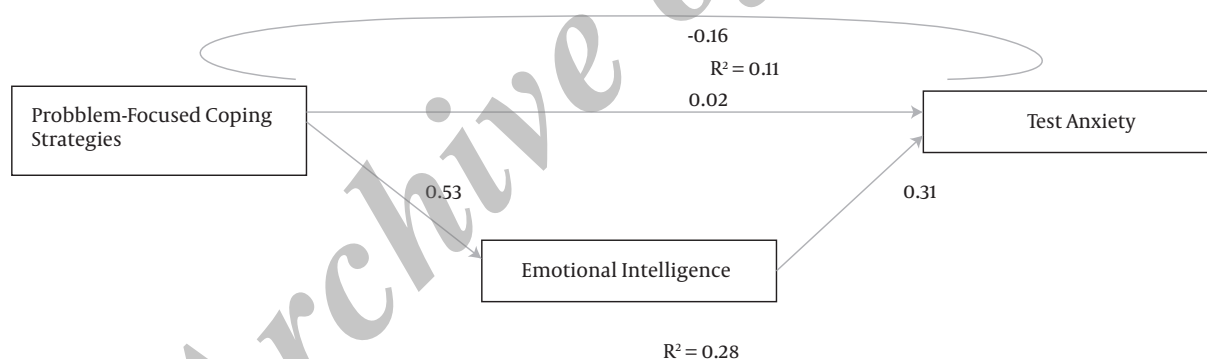 -0.16
R² = 0.11
0.02
Probblem-Focused Coping
Strategies
Test Anxiety
0.53
0.31
Emotional Intelligence
R² = 0.28
Archive